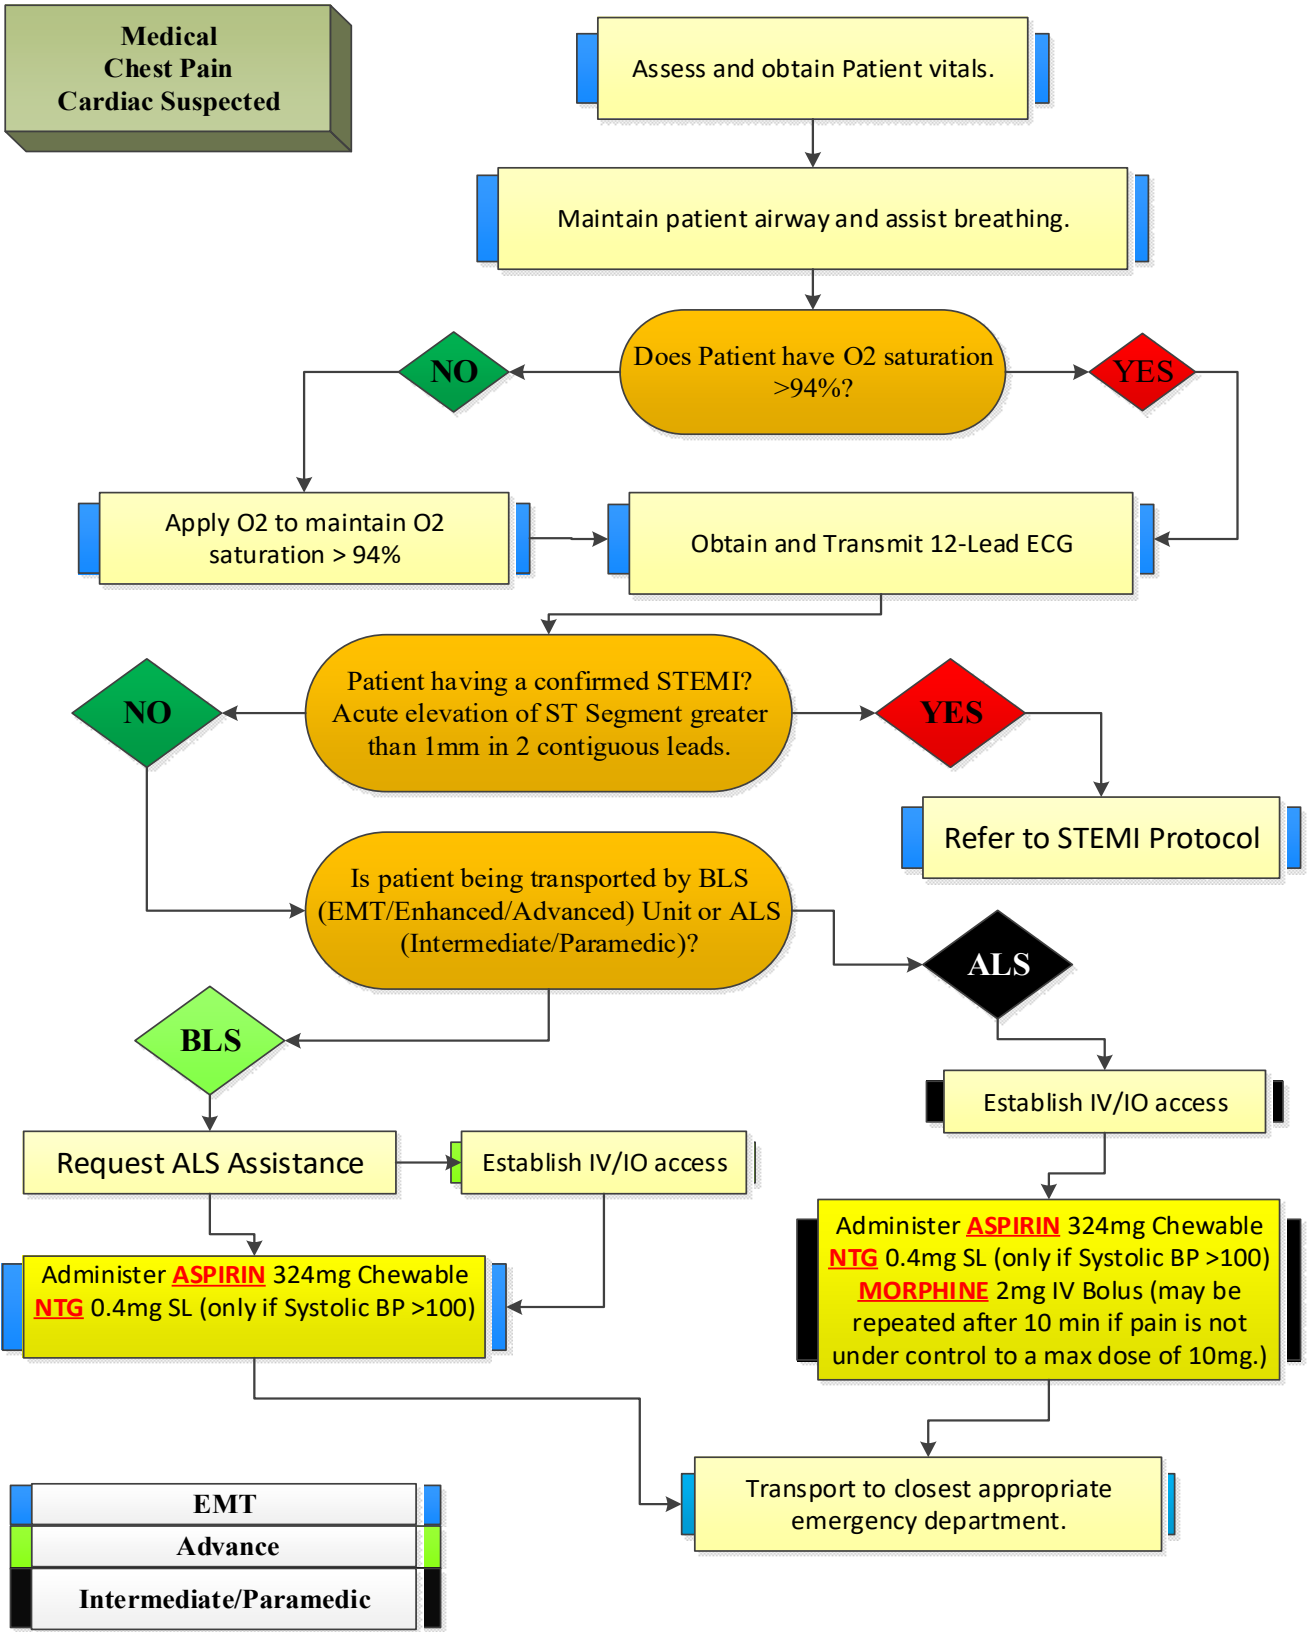 Medical
Chest Pain
Cardiac Suspected
Assess and obtain Patient vitals.
Maintain patient airway and assist breathing.
Does Patient have O2 saturation
>94%?
NO
YES
Apply O2 to maintain O2
saturation > 94%
Obtain and Transmit 12-Lead ECG
Patient having a confirmed STEMI?
Acute elevation of ST Segment greater
than 1mm in 2 contiguous leads.
NO
YES
Refer to STEMI Protocol
Is patient being transported by BLS
(EMT/Enhanced/Advanced) Unit or ALS
(Intermediate/Paramedic)?
ALS
BLS
Establish IV/IO access
Request ALS Assistance
Establish IV/IO access
Administer ASPIRIN 324mg Chewable
NTG 0.4mg SL (only if Systolic BP >100)
Administer ASPIRIN 324mg Chewable
NTG 0.4mg SL (only if Systolic BP >100)
MORPHINE 2mg IV Bolus (may be
repeated after 10 min if pain is not
under control to a max dose of 10mg.)
Transport to closest appropriate
emergency department.
EMT
Advance
Intermediate/Paramedic